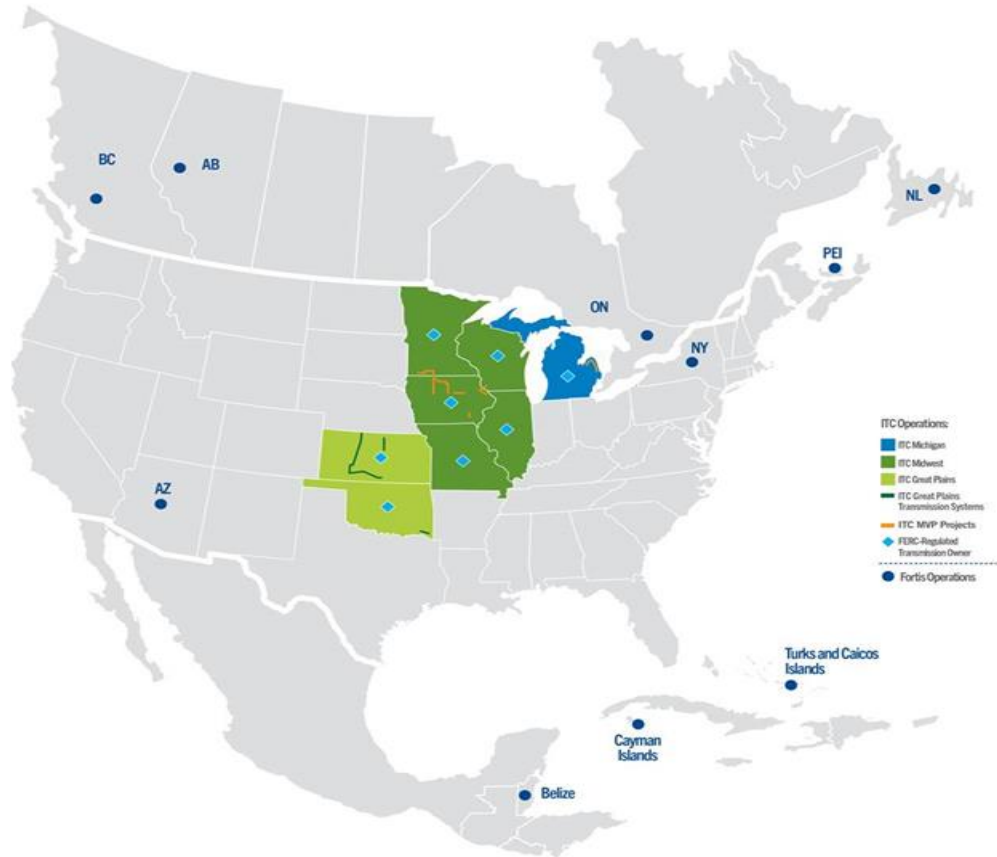 BC
AB
NL
PEI
ON
NY
AZ
ITC Operations:
ITC Michigan
ITC Midwest
ITC Great Plains
ITC Great Plains
Transmission Systems
ITC MVP Projects
FERC-Regulated
Transmission Owner
Fortis Operations
Turks and Caicos
Islands
Cayman
Islands
Belize